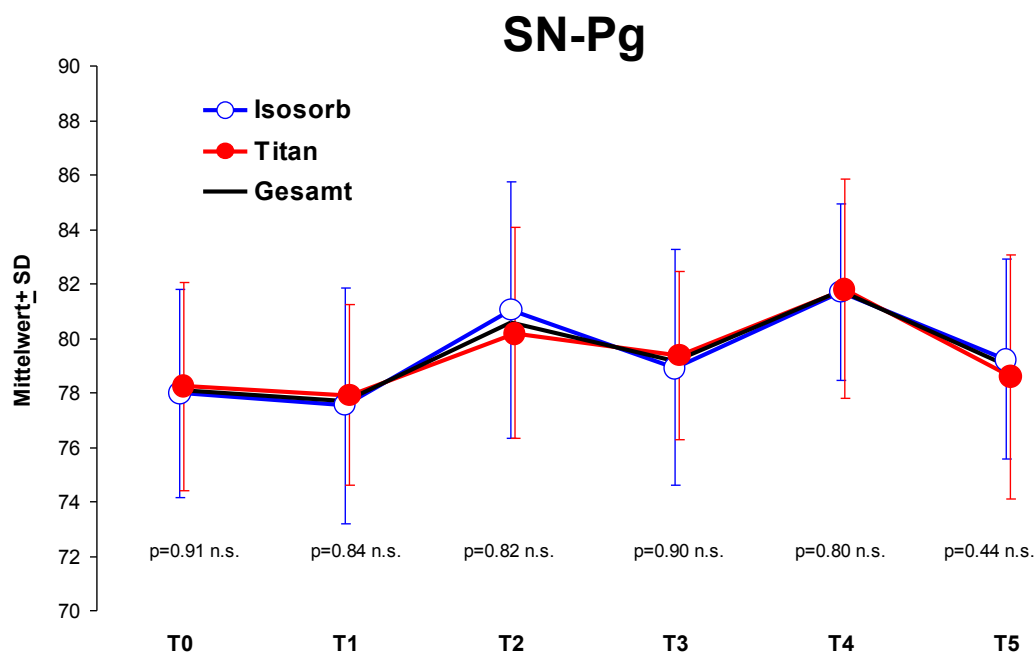 SN-Pg
90
88
86
84
82
80
78
76
74
72
70
Mittelwert± SD
Isosorb
Titan
Gesamt
p=0.91 n.s. p=0.84 n.s. p=0.82 n.s. p=0.90 n.s. p=0.80 n.s. p=0.44 n.s.
T0 T1 T2 T3 T4 T5